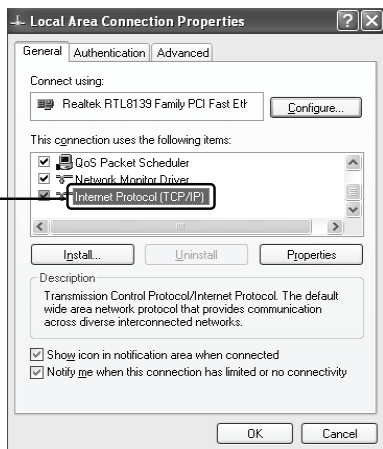 Local Area Connection Properties
General Authentication Advanced
Connect using:
Realtek RTL8139 Family PCI Fast Eth
Configure...
This connection uses the following items:
QoS Packet Scheduler
Network Monitor Driver
Internet Protocol (TCP/IP)
Install... Uninstall Properties
Description
Transmission Control Protocol/Internet Protocol. The default
wide area network protocol that provides communication
across diverse interconnected networks.
Show icon in notification area when connected
Notify me when this connection has limited or no connectivity
OK Cancel